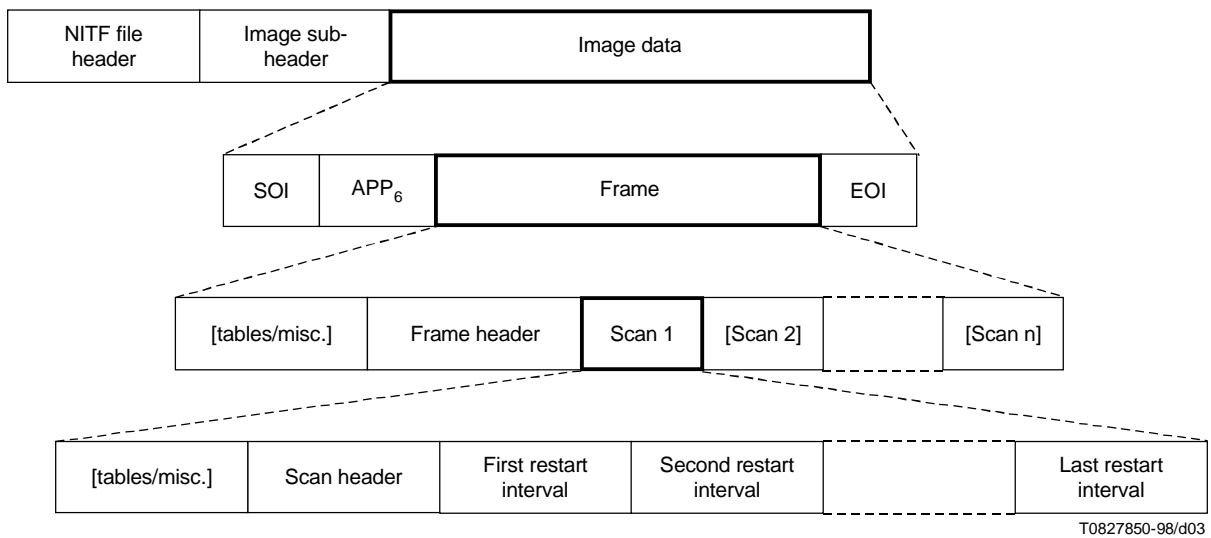 NITF file
header
Image sub-
header
Image data
SOI
APP6
Frame
EOI
[tables/misc.]
Frame header
Scan 1
[Scan 2]
[Scan n]
[tables/misc.]
Scan header
First restart
interval
Second restart
interval
Last restart
interval
T0827850-98/d03